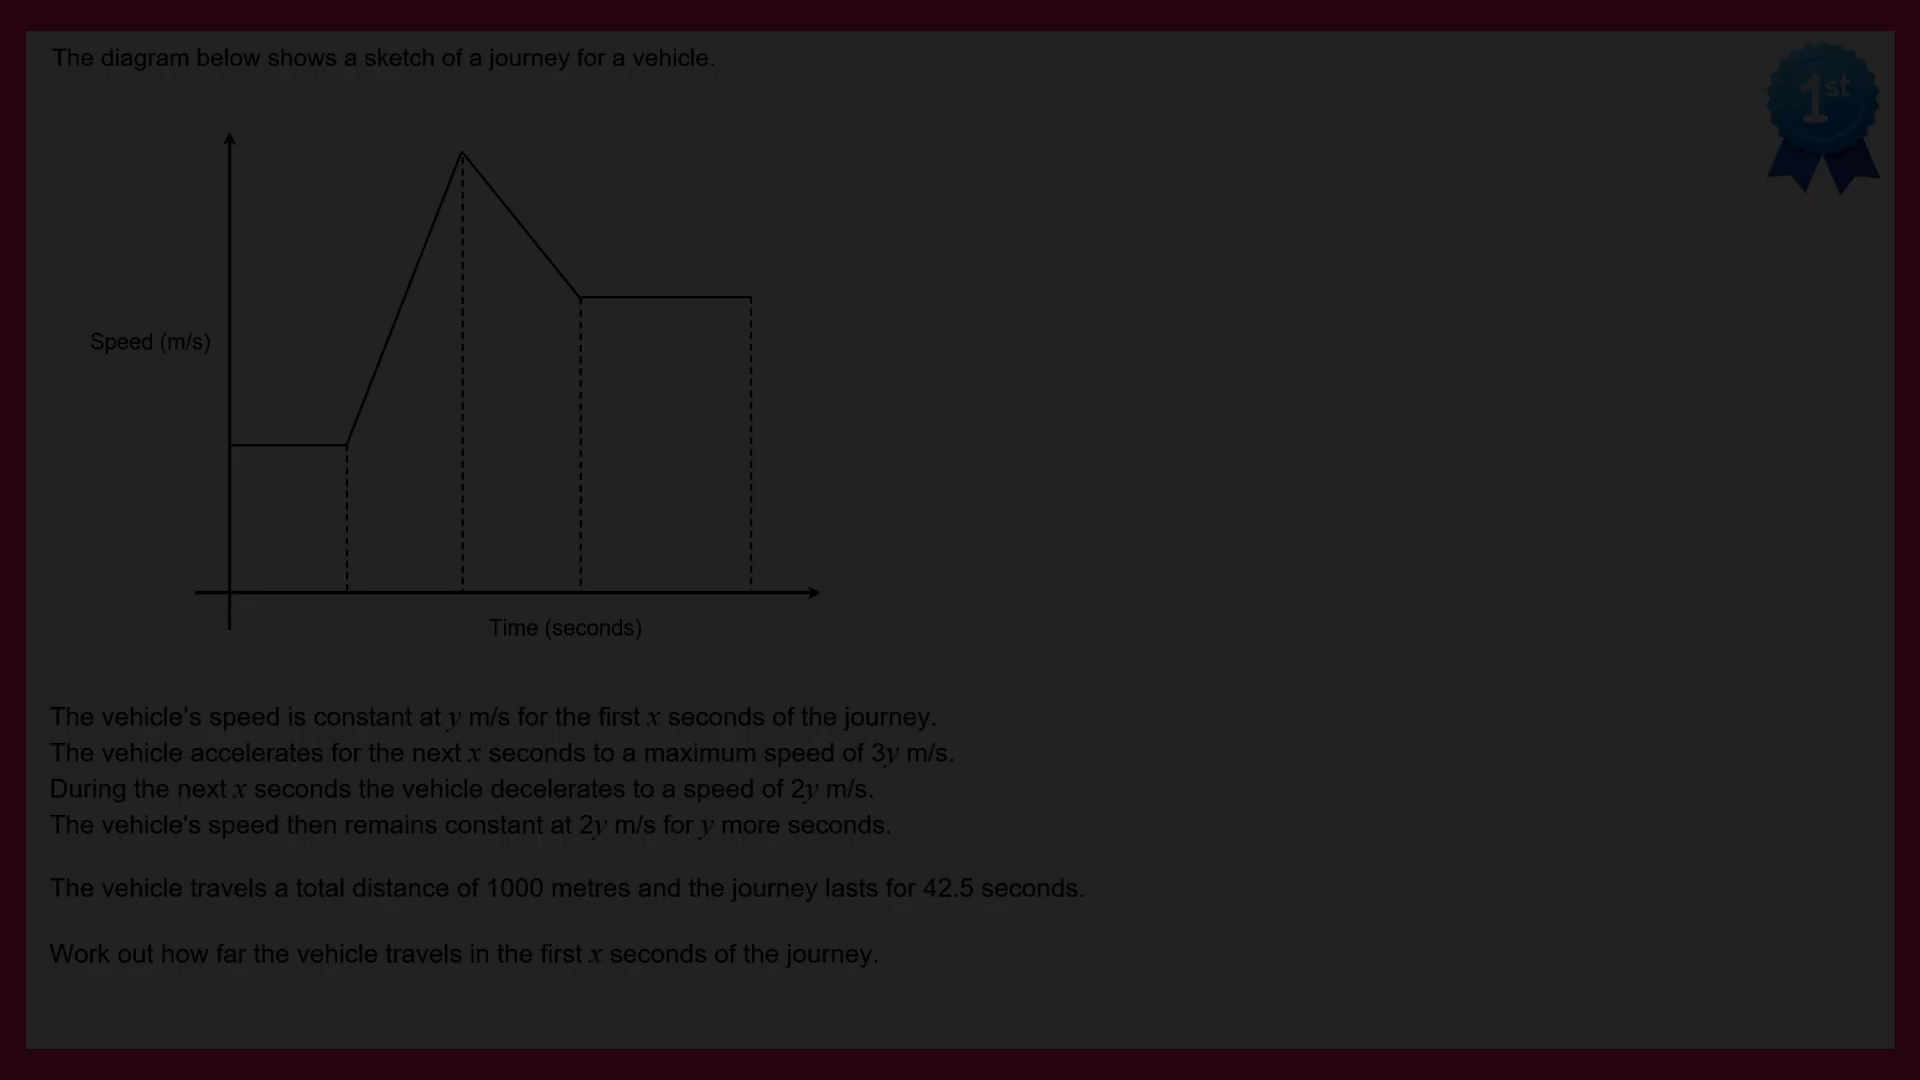 The diagram below shows a sketch of a journey for a vehicle.
1st
Speed (m/s)
Time (seconds)
The vehicle’s speed is constant at y m/s for the first x seconds of the journey.
The vehicle accelerates for the next x seconds to a maximum speed of 3y m/s.
During the next x seconds the vehicle decelerates to a speed of 2y m/s.
The vehicle's speed then remains constant at 2y m/s for y more seconds.
The vehicle travels a total distance of 1000 metres and the journey lasts for 42.5 seconds.
Work out how far the vehicle travels in the first x seconds of the journey.